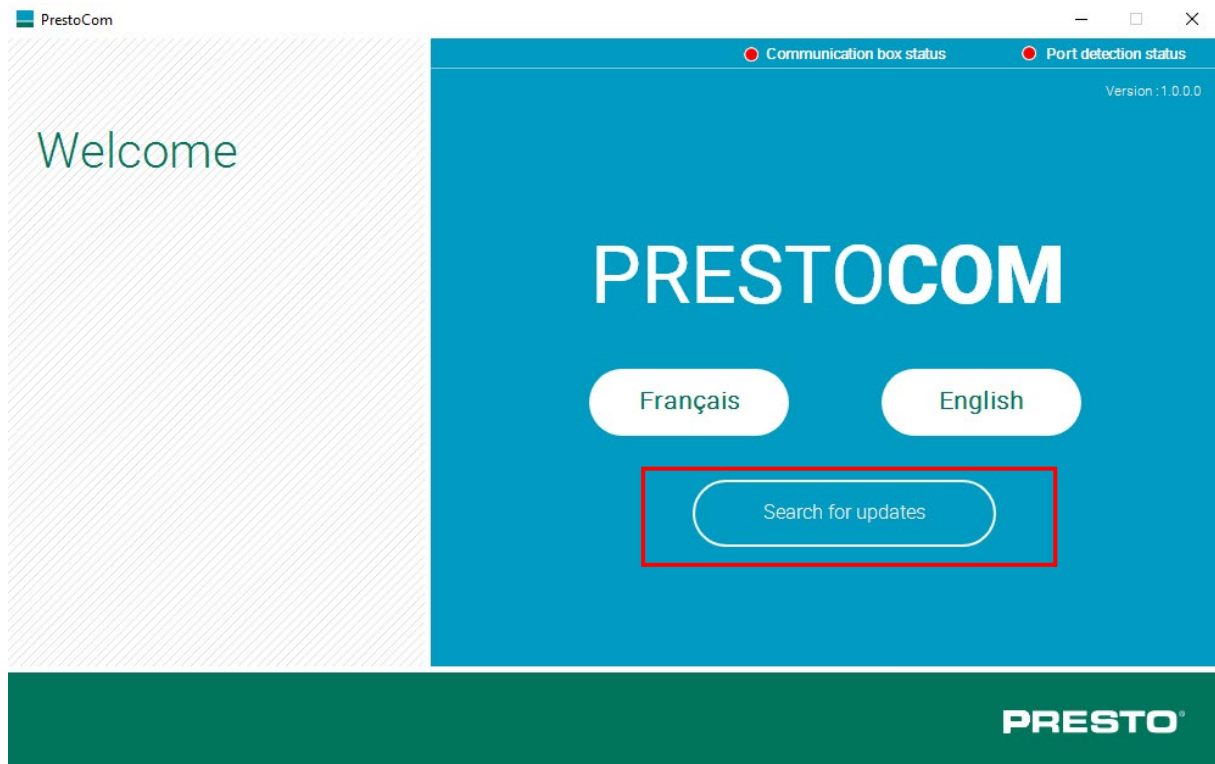 PrestoCom
Communication box status
Port detection status
Version : 1.0.0.0
Welcome
PRESTOCOM
Français
English
Search for updates
PRESTO®